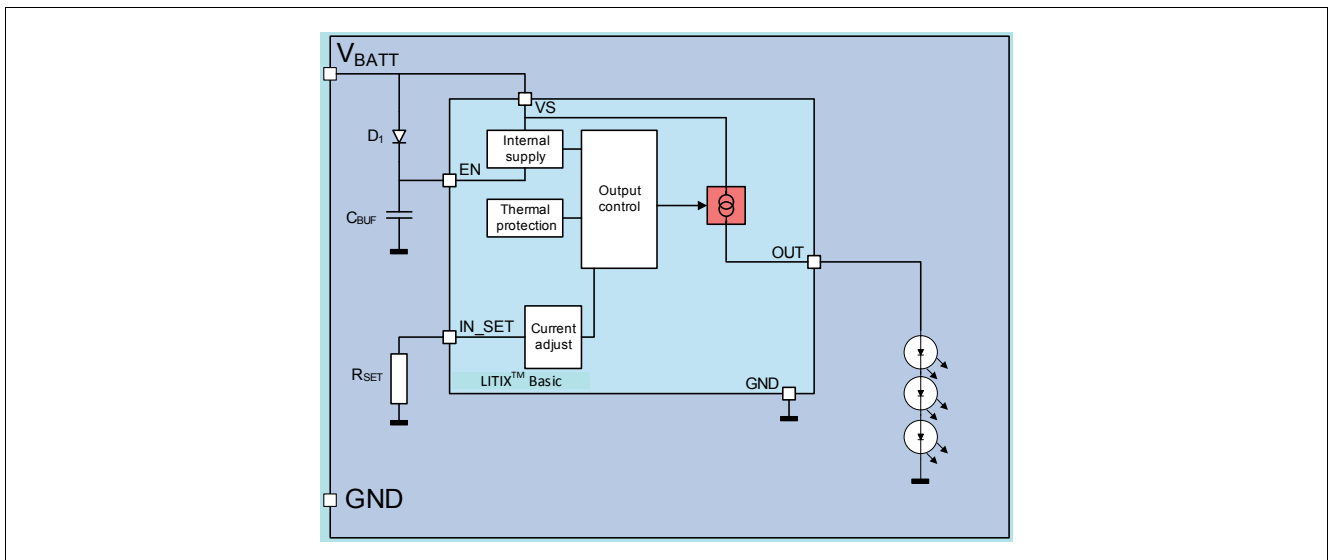 VBATT
VS
D1
Internal
supply
EN
Output
control
Thermal
protection
CBUF
OUT
IN_SET
Current
adjust
RSET
LITIX™ Basic
GND
GND